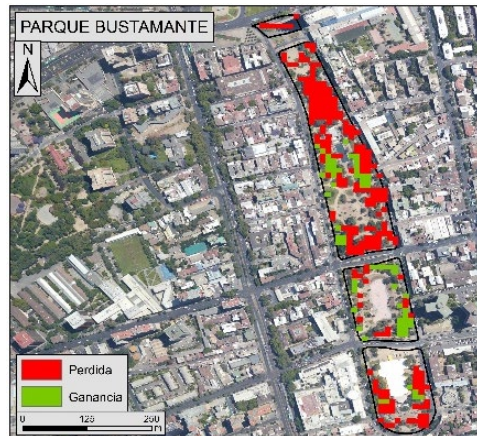 PARQUE BUSTAMANTE
N
Perdida
Ganancia
0 125 250
m